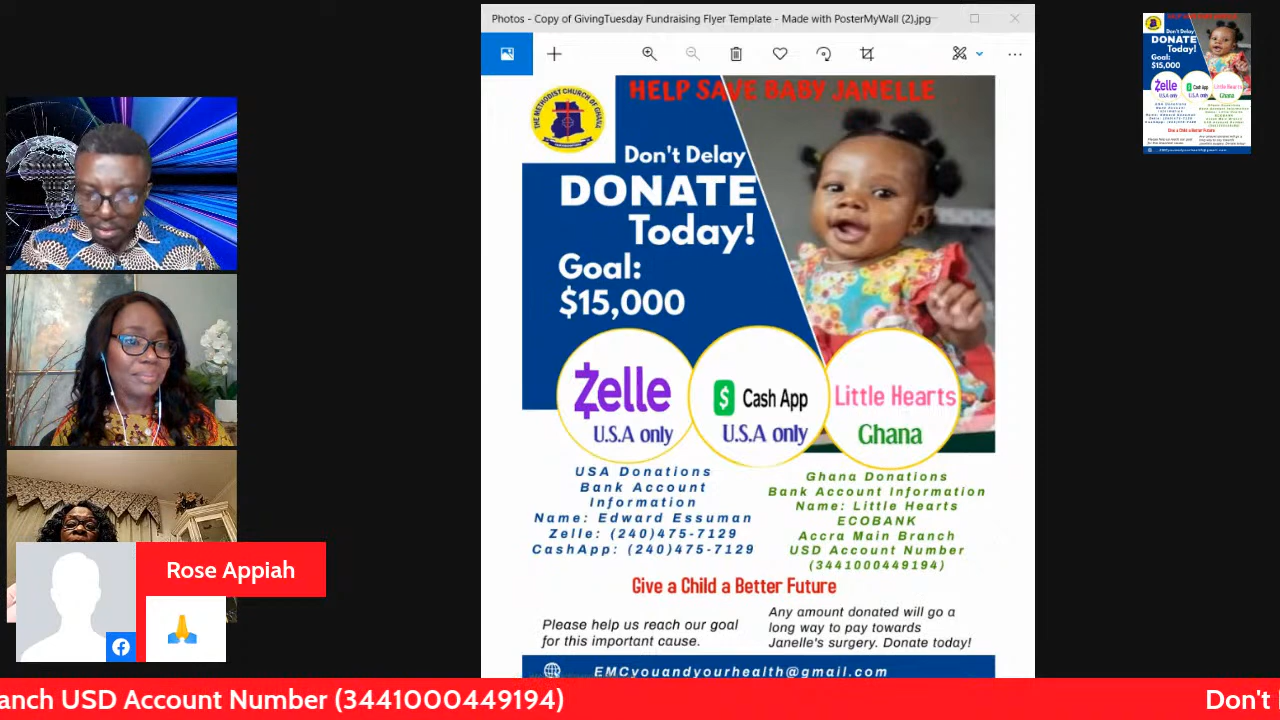 Photos - Copy of GivingTuesday Fundraising Flyer Template - Made with PosterMyWall (2).jpg
HELP SAVE BABY JANELLE
THE METHODIST CHURCH OF GHANA
Don't Delay
DONATE
Today!
Goal:
$15,000
Zelle
U.S.A only
$ Cash App
U.S.A only
Little Hearts
Ghana
USA Donations
Bank Account
Information
Name: Edward Essuman
Zelle: (240)475-7129
CashApp: (240)475-7129
Ghana Donations
Bank Account Information
Name: Little Hearts
ECOBANK
Accra Main Branch
USD Account Number
(3441000449194)
Give a Child a Better Future
Please help us reach our goal
for this important cause.
Any amount donated will go a
long way to pay towards
Janelle's surgery. Donate today!
EMCyouandyourhealth@gmail.com
Rose Appiah
anch USD Account Number (3441000449194)
Don't